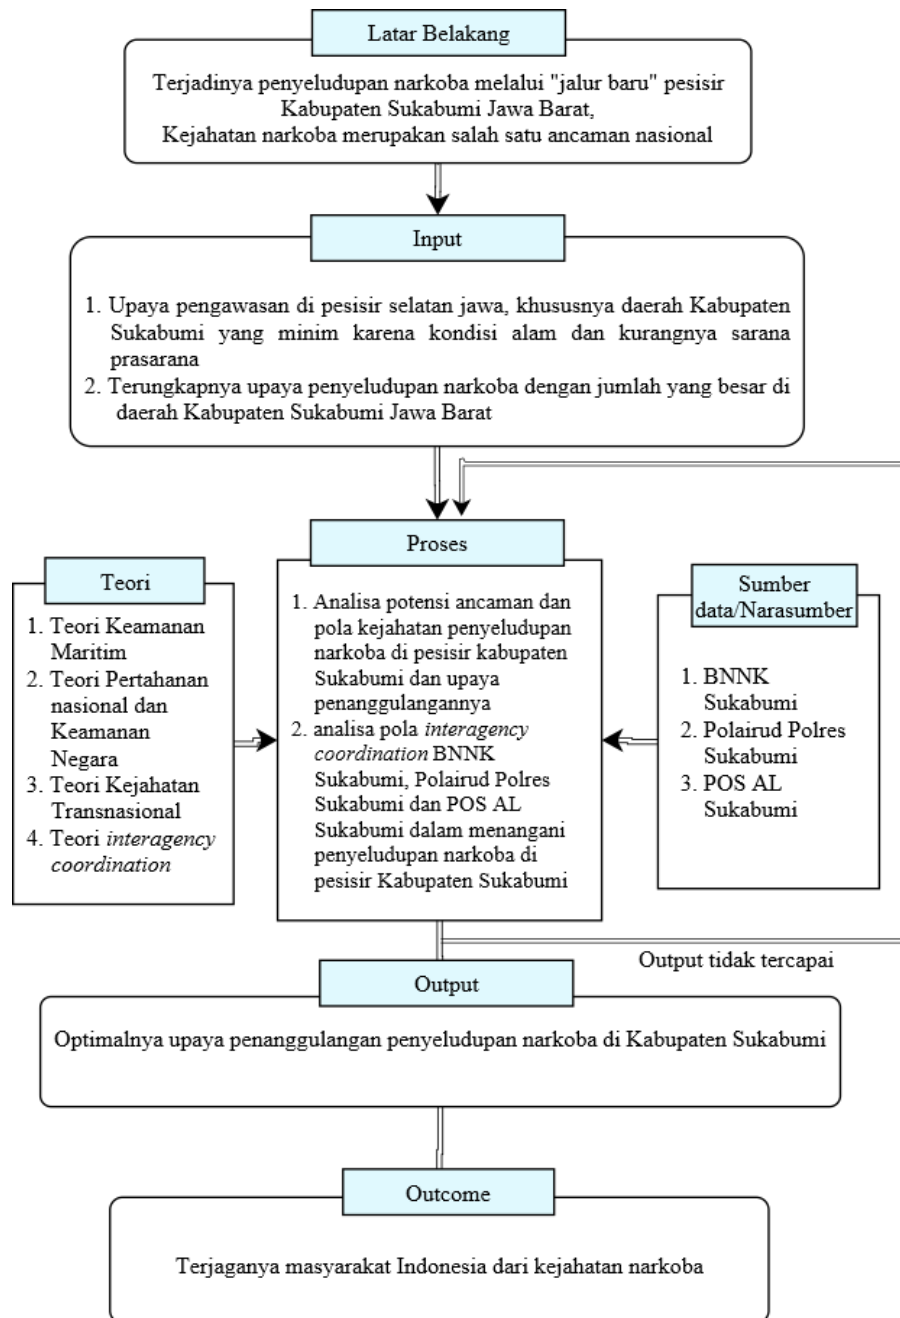 Latar Belakang
Terjadinya penyeludupan narkoba melalui "jalur baru" pesisir
Kabupaten Sukabumi Jawa Barat,
Kejahatan narkoba merupakan salah satu ancaman nasional
Input
1. Upaya pengawasan di pesisir selatan jawa, khususnya daerah Kabupaten
Sukabumi yang minim karena kondisi alam dan kurangnya sarana
prasarana
2. Terungkapnya upaya penyeludupan narkoba dengan jumlah yang besar di
daerah Kabupaten Sukabumi Jawa Barat
Teori
1. Teori Keamanan
Maritim
2. Teori Pertahanan
nasional dan
Keamanan
Negara
3. Teori Kejahatan
Transnasional
4. Teori interagency
coordination
Proses
1. Analisa potensi ancaman dan
pola kejahatan penyeludupan
narkoba di pesisir kabupaten
Sukabumi dan upaya
penanggulangannya
2. analisa pola interagency
coordination BNNK
Sukabumi, Polairud Polres
Sukabumi dan POS AL
Sukabumi dalam menangani
penyeludupan narkoba di
pesisir Kabupaten Sukabumi
Sumber
data/Narasumber
1. BNNK
Sukabumi
2. Polairud Polres
Sukabumi
3. POS AL
Sukabumi
Output tidak tercapai
Output
Optimalnya upaya penanggulangan penyeludupan narkoba di Kabupaten Sukabumi
Outcome
Terjaganya masyarakat Indonesia dari kejahatan narkoba